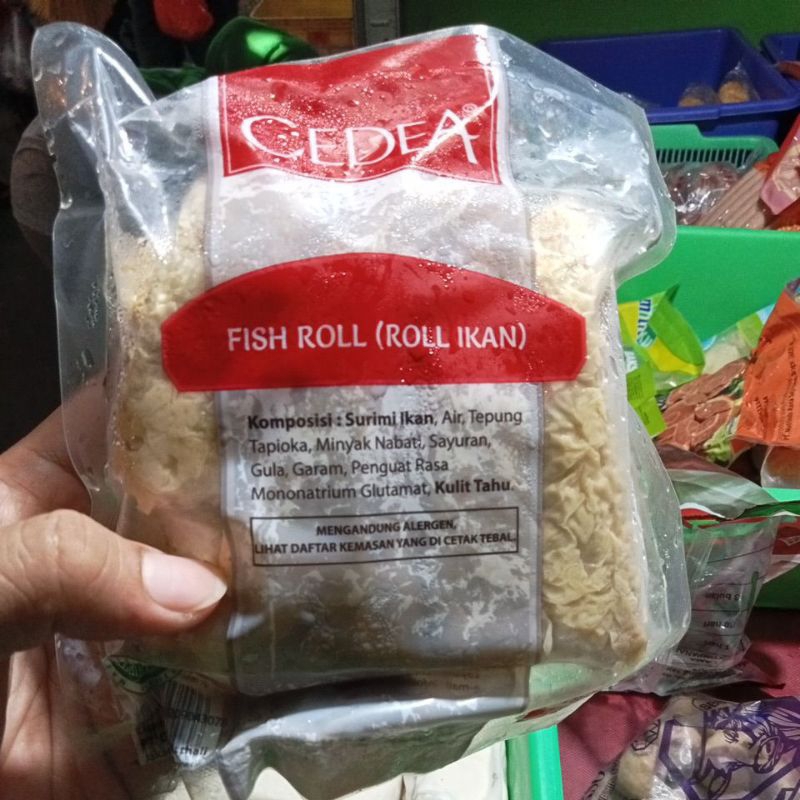 CEDEA®
FISH ROLL (ROLL IKAN)
Komposisi : Surimi Ikan, Air, Tepung
Tapioka, Minyak Nabati, Sayuran,
Gula, Garam, Penguat Rasa
Mononatrium Glutamat, Kulit Tahu.
MENGANDUNG ALERGEN,
LIHAT DAFTAR KEMASAN YANG DI CETAK TEBAL.